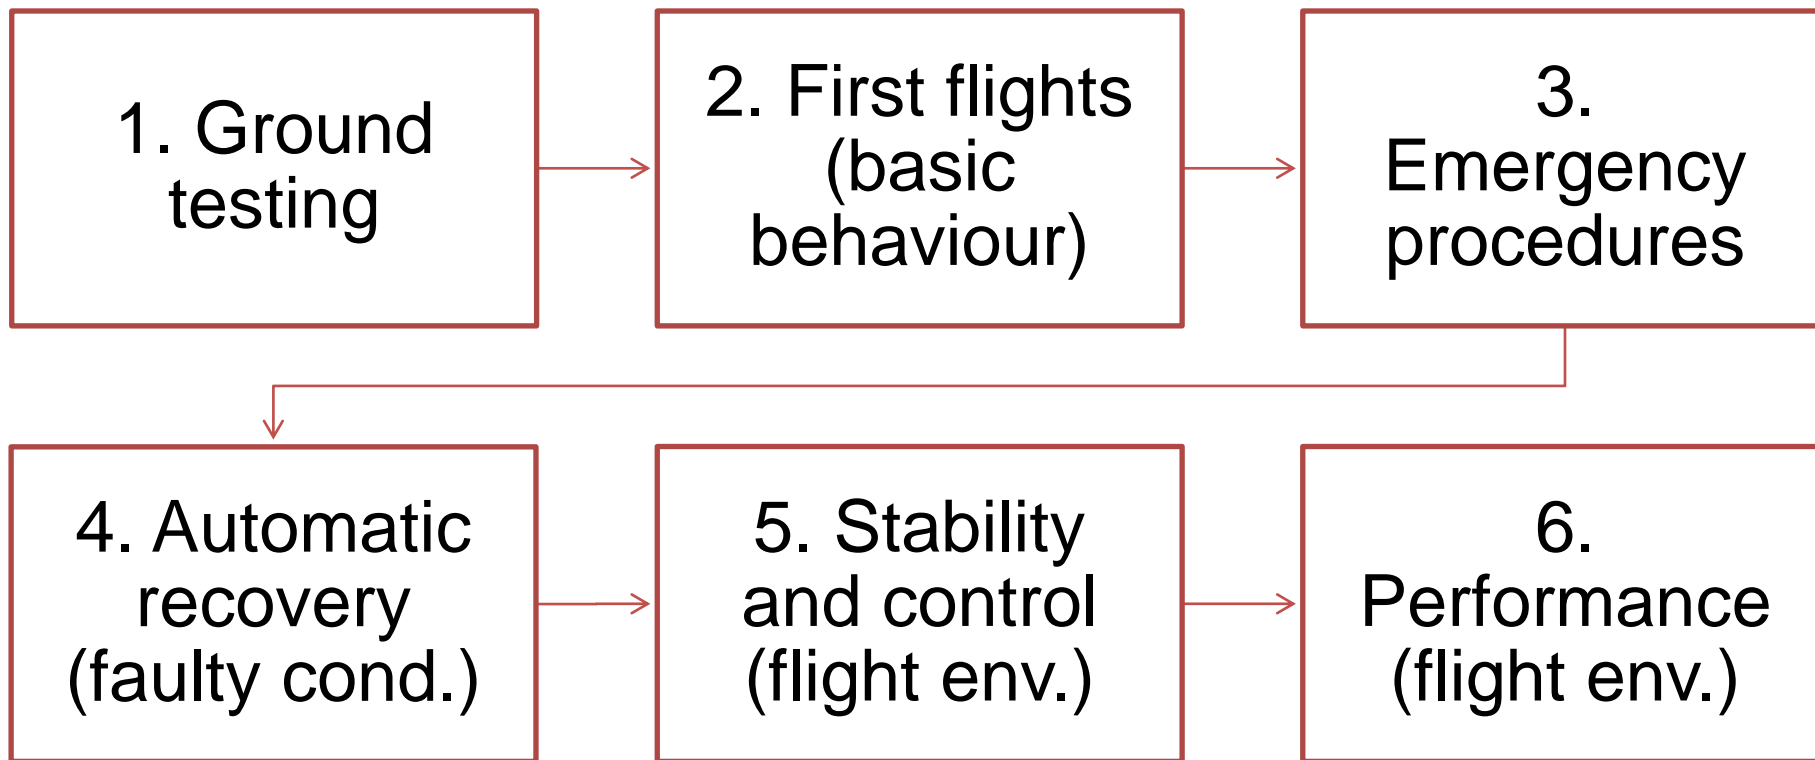 1. Ground
testing
2. First flights
(basic
behaviour)
3.
Emergency
procedures
4. Automatic
recovery
(faulty cond.)
5. Stability
and control
(flight env.)
6.
Performance
(flight env.)